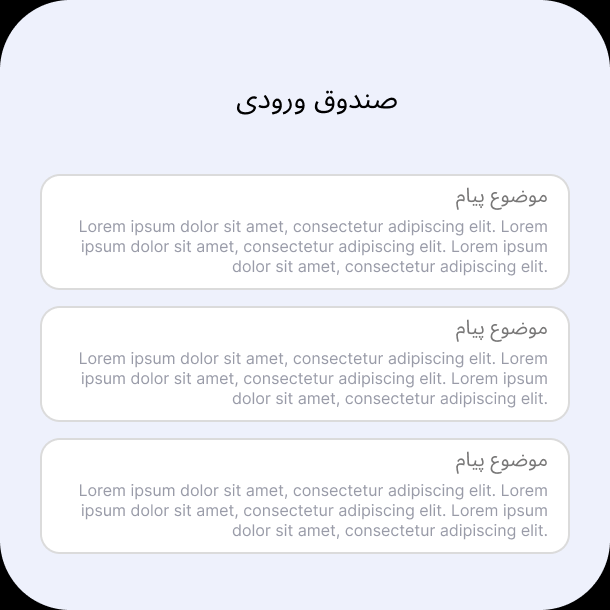 صندوق ورودی
موضوع پیام
Lorem ipsum dolor sit amet, consectetur adipiscing elit. Lorem
ipsum dolor sit amet, consectetur adipiscing elit. Lorem ipsum
dolor sit amet, consectetur adipiscing elit.
موضوع پیام
Lorem ipsum dolor sit amet, consectetur adipiscing elit. Lorem
ipsum dolor sit amet, consectetur adipiscing elit. Lorem ipsum
dolor sit amet, consectetur adipiscing elit.
موضوع پیام
Lorem ipsum dolor sit amet, consectetur adipiscing elit. Lorem
ipsum dolor sit amet, consectetur adipiscing elit. Lorem ipsum
dolor sit amet, consectetur adipiscing elit.